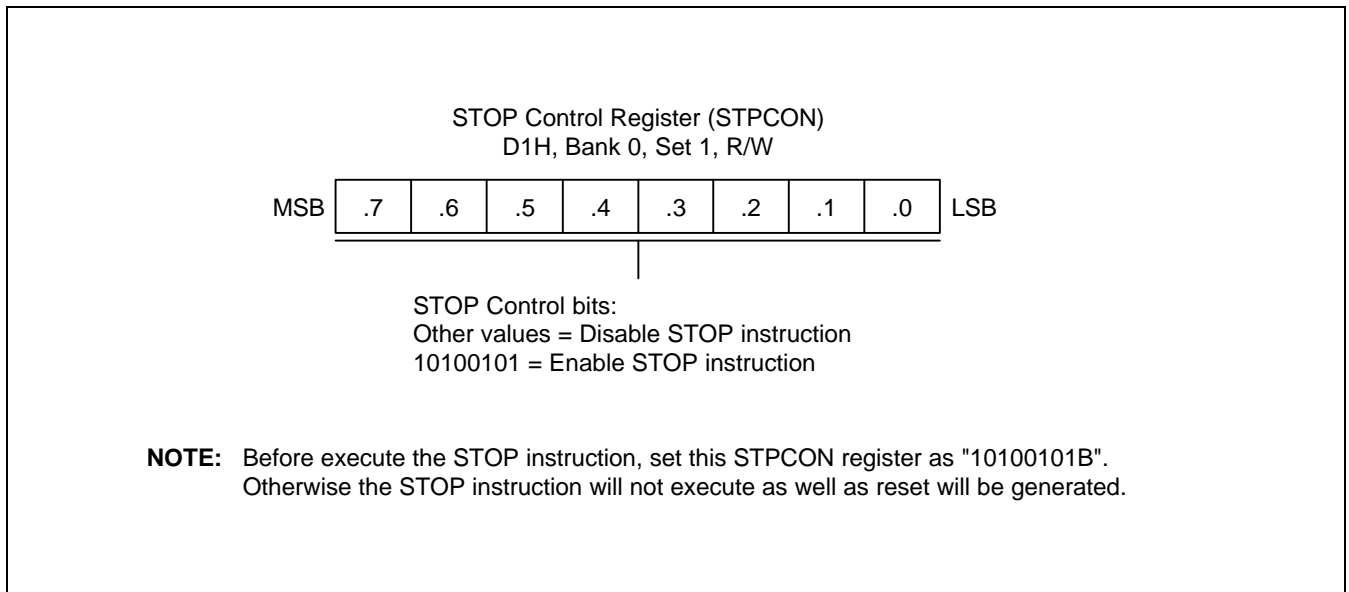 STOP Control Register (STPCON)
D1H, Bank 0, Set 1, R/W
MSB .7 .6 .5 .4 .3 .2 .1 .0 LSB
STOP Control bits:
Other values = Disable STOP instruction
10100101 = Enable STOP instruction
NOTE: Before execute the STOP instruction, set this STPCON register as "10100101B".
Otherwise the STOP instruction will not execute as well as reset will be generated.